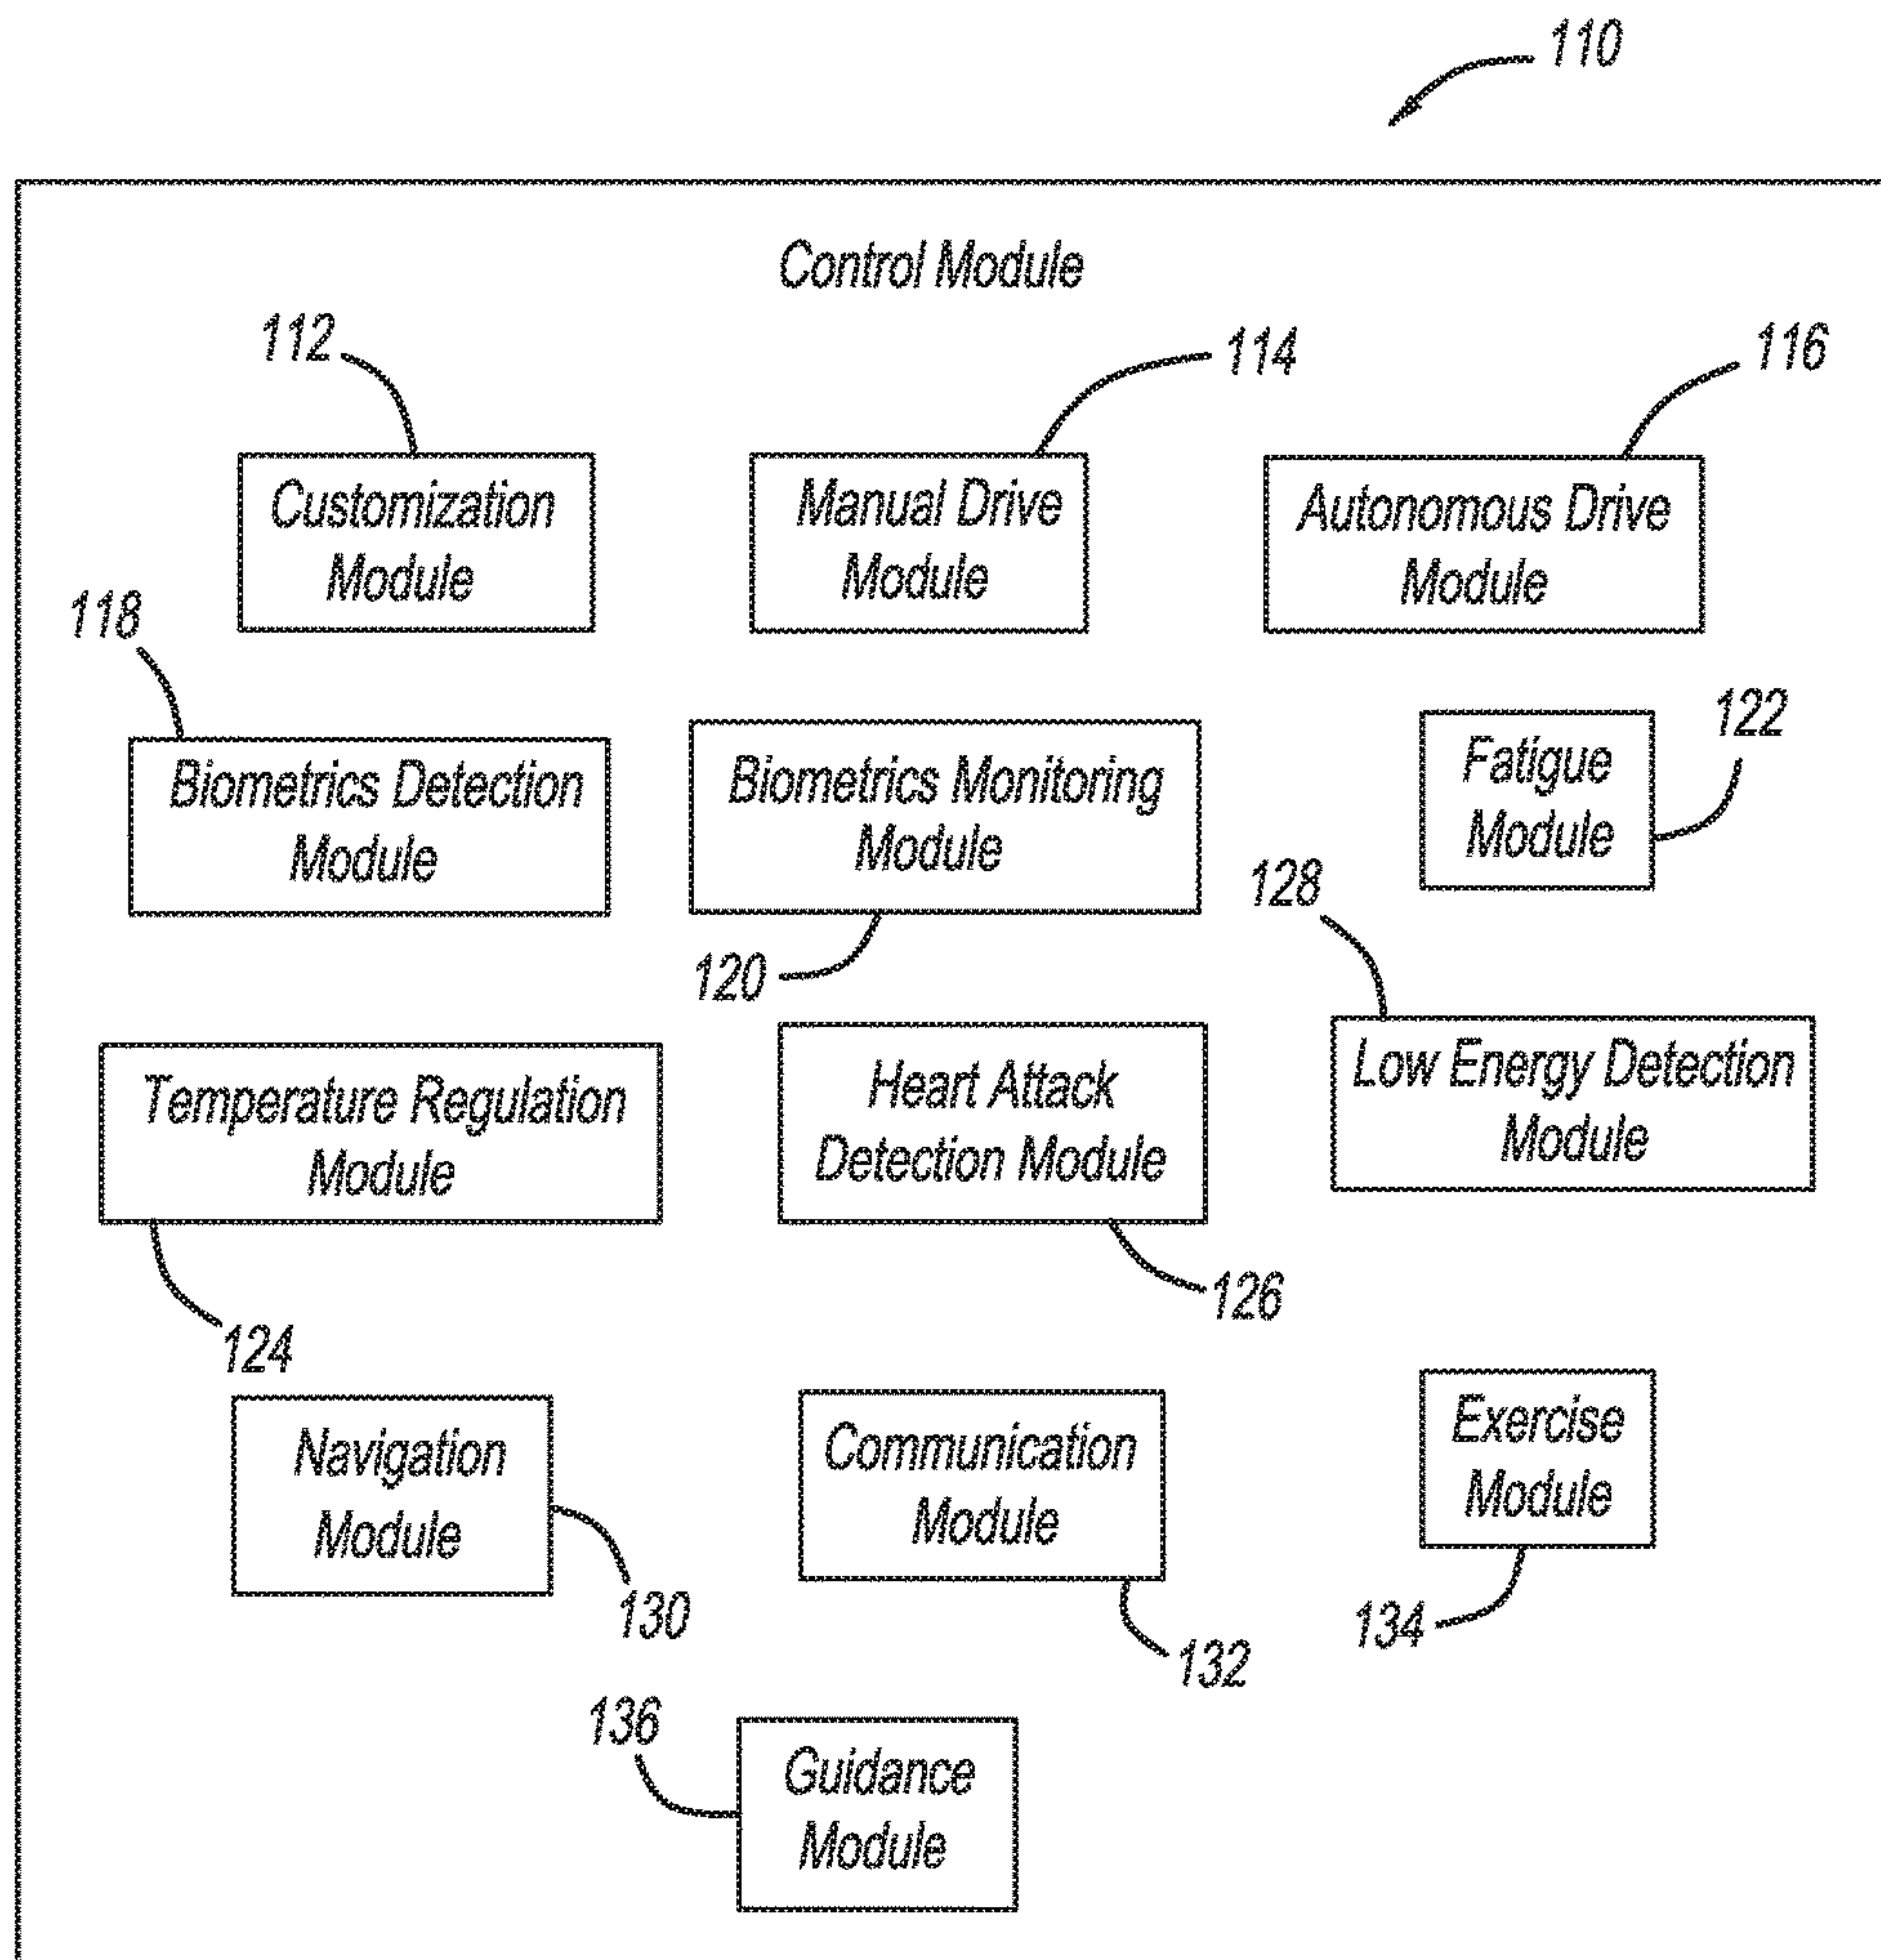 110
Control Module
112
114
116
Customization
Module
Manual Drive
Module
Autonomous Drive
Module
118
Biometrics Detection
Module
Biometrics Monitoring
Module
120
Fatigue
Module
122
128
Temperature Regulation
Module
124
Heart Attack
Detection Module
126
Low Energy Detection
Module
Navigation
Module
130
Communication
Module
132
Exercise
Module
134
136
Guidance
Module